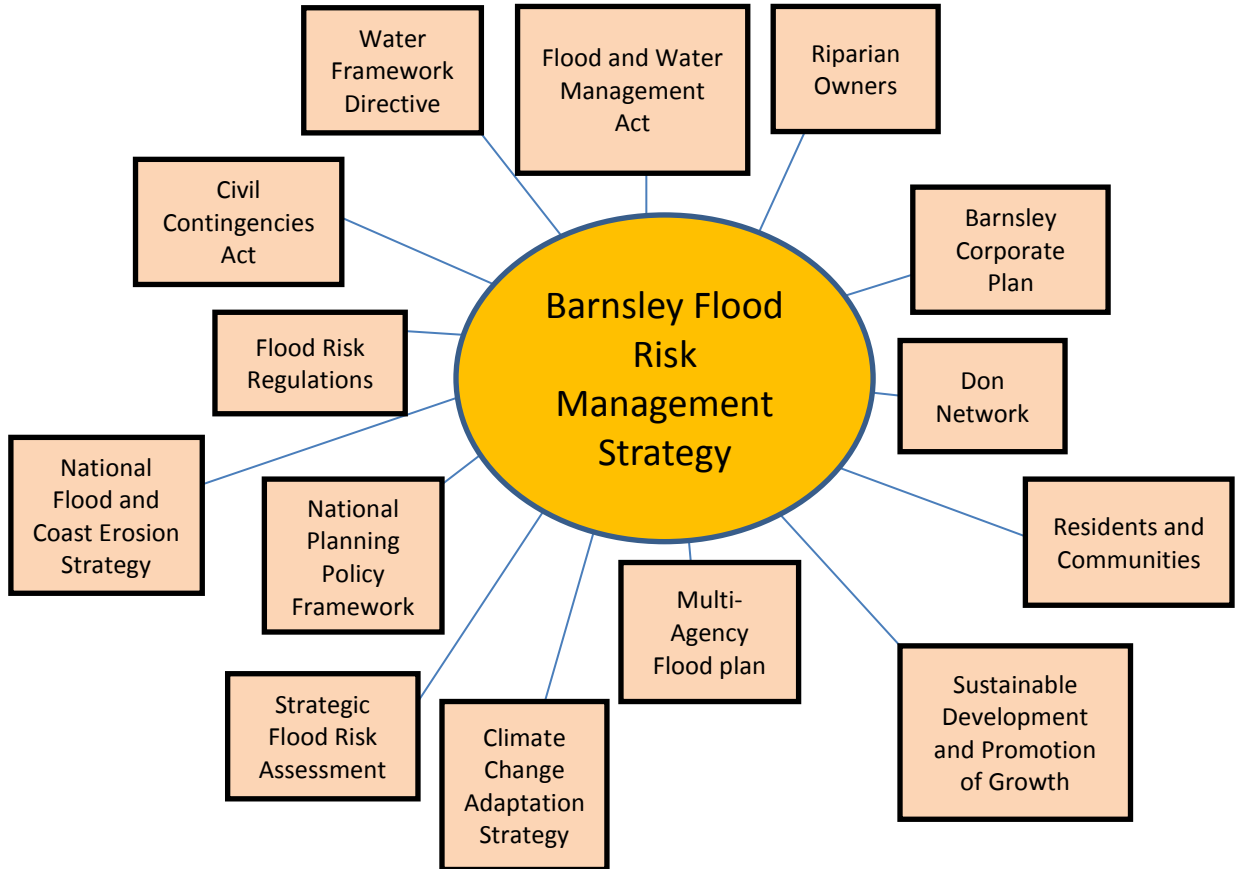 Water
Framework
Directive
Flood and Water
Management
Act
Riparian
Owners
Civil
Contingencies
Act
Barnsley
Corporate
Plan
Barnsley Flood
Risk
Management
Strategy
Flood Risk
Regulations
Don
Network
National
Flood and
Coast Erosion
Strategy
National
Planning
Policy
Framework
Residents and
Communities
Multi-
Agency
Flood plan
Strategic
Flood Risk
Assessment
Climate
Change
Adaptation
Strategy
Sustainable
Development
and Promotion
of Growth